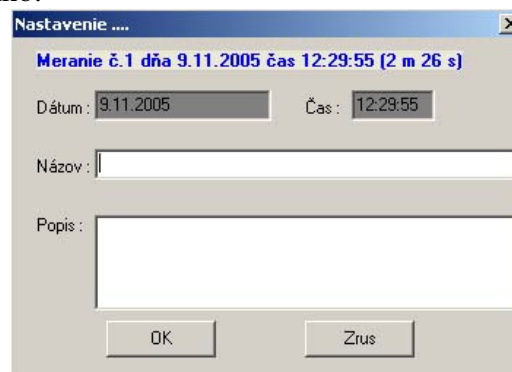 Nastavenie ....
Meranie č.1 dňa 9.11.2005 čas 12:29:55 (2 m 26 s)
Dátum : 9.11.2005 Čas : 12:29:55
Názov :
Popis :
OK Zrus